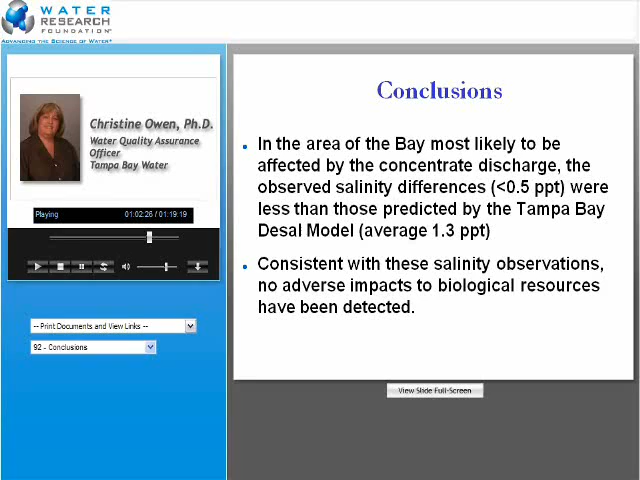 WATER
RESEARCH
FOUNDATION
ADVANCING THE SCIENCE OF WATER
Christine Owen, Ph.D.
Water Quality Assurance
Officer
Tampa Bay Water
Playing 01:02:26 / 01:19:19
-- Print Documents and View Links --
92 - Conclusions
Conclusions
• In the area of the Bay most likely to be
affected by the concentrate discharge, the
observed salinity differences (<0.5 ppt) were
less than those predicted by the Tampa Bay
Desal Model (average 1.3 ppt)
• Consistent with these salinity observations,
no adverse impacts to biological resources
have been detected.
View Slide Full-Screen